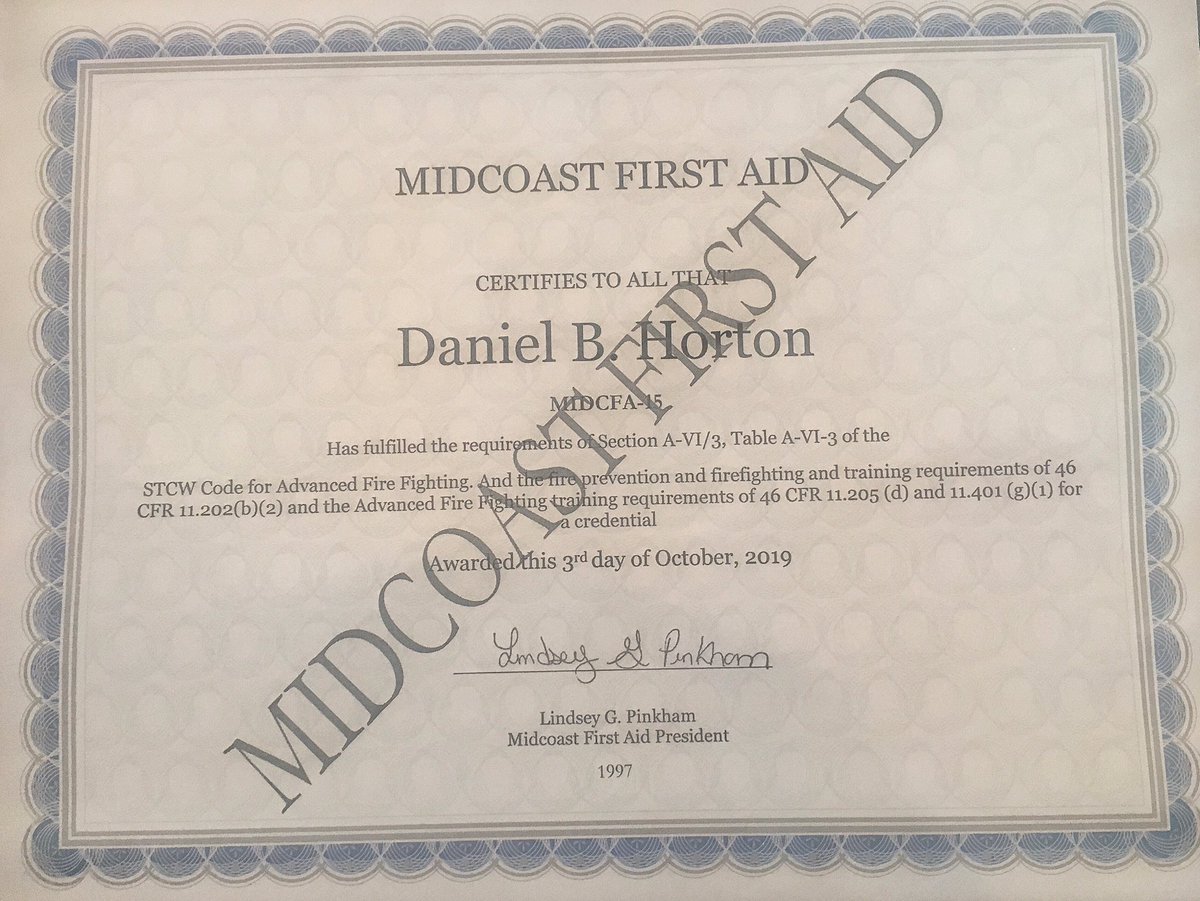 MIDCOAST FIRST AID
CERTIFIES TO ALL THAT
Daniel B. Horton
MIDCFA-15
Has fulfilled the requirements of Section A-VI/3, Table A-VI-3 of the
STCW Code for Advanced Fire Fighting. And the fire prevention and firefighting and training requirements of 46
CFR 11.202(b)(2) and the Advanced Fire Fighting training requirements of 46 CFR 11.205 (d) and 11.401 (g)(1) for
a credential
Awarded this 3rd day of October, 2019
Lindsey G Pinkham
Lindsey G. Pinkham
Midcoast First Aid President
1997
MIDCOAST FIRST AID